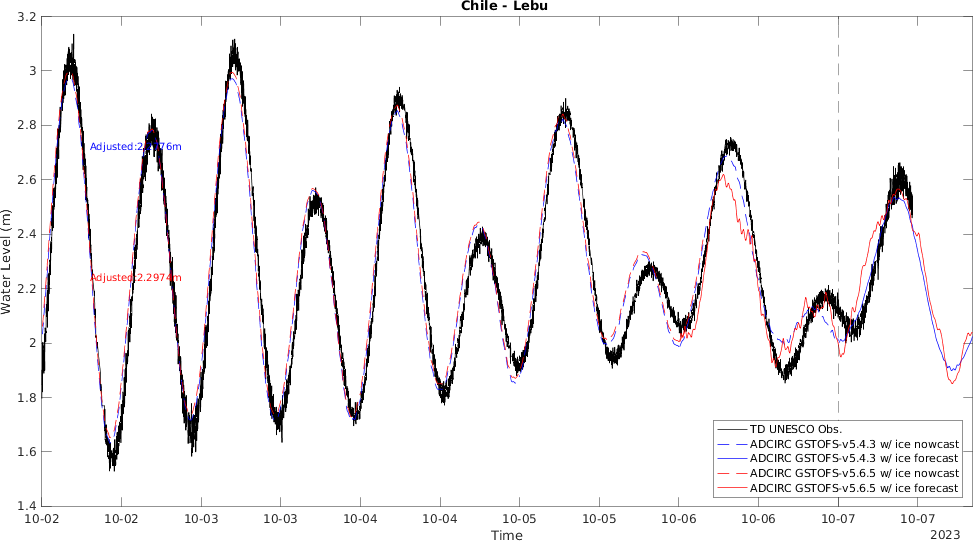 Chile - Lebu
3.2
3
2.8
2.6
2.4
2.2
2
1.8
1.6
1.4
Water Level (m)
Adjusted:
Adjusted:2.2974m
TD UNESCO Obs.
ADCIRC GSTOFS-v5.4.3 w/ ice nowcast
ADCIRC GSTOFS-v5.4.3 w/ ice forecast
ADCIRC GSTOFS-v5.6.5 w/ ice nowcast
ADCIRC GSTOFS-v5.6.5 w/ ice forecast
10-02 10-02 10-03 10-03 10-04 10-04 10-05 10-05 10-06 10-06 10-07 10-07
Time
2023